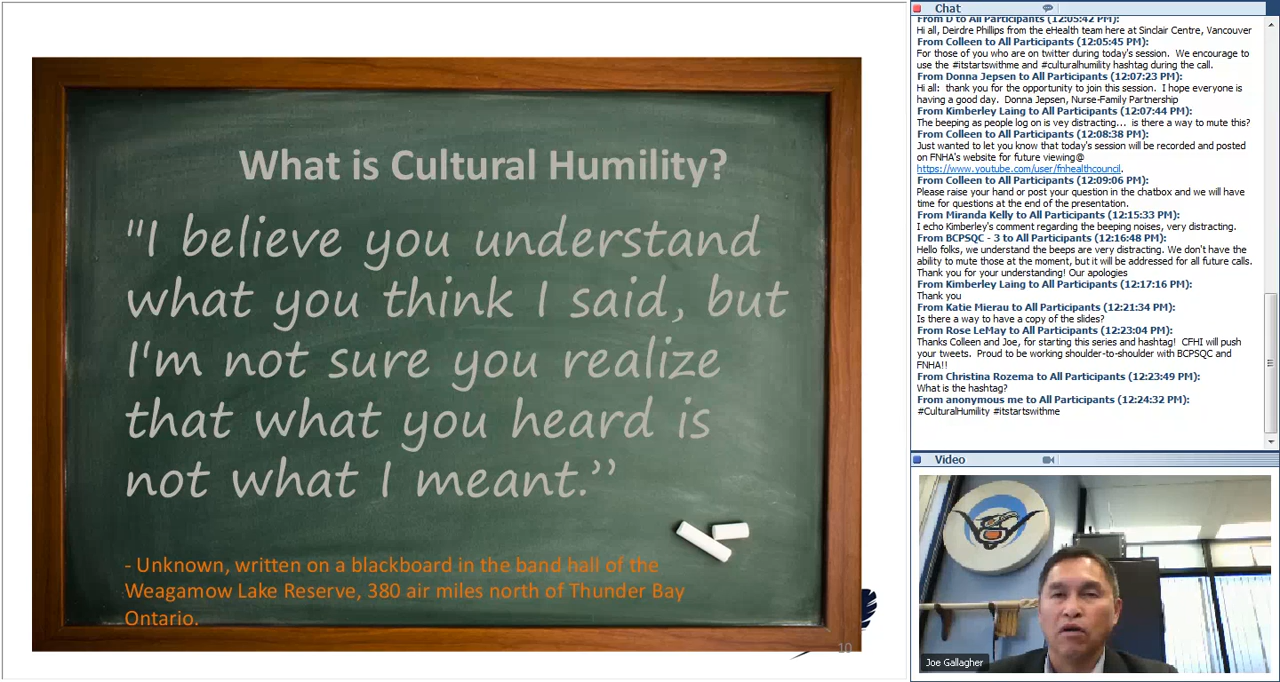 What is Cultural Humility?
"I believe you understand
what you think I said, but
I'm not sure you realize
that what you heard is
not what I meant.’’
- Unknown, written on a blackboard in the band hall of the
Weagamow Lake Reserve, 380 air miles north of Thunder Bay
Ontario.
10
Chat
From D to All Participants (12:05:42 PM):
Hi all, Deirdre Phillips from the eHealth team here at Sinclair Centre, Vancouver
From Colleen to All Participants (12:05:45 PM):
For those of you who are on twitter during today's session. We encourage to
use the #itstartswithme and #culturalhumility hashtag during the call.
From Donna Jepsen to All Participants (12:07:23 PM):
Hi all: thank you for the opportunity to join this session. I hope everyone is
having a good day. Donna Jepsen, Nurse-Family Partnership
From Kimberley Laing to All Participants (12:07:44 PM):
The beeping as people log on is vey distracting... is there a way to mute this?
From Colleen to All Participants (12:08:38 PM):
Just wanted to let you know that today's session will be recorded and posted
on FNHA's website for future viewing@
https://www.youtube.com/user/fnhealthcouncil.
From Colleen to All Participants (12:09:06 PM):
Please raise your hand or post your question in the chatbox and we will have
time for questions at the end of the presentation.
From Miranda Kelly to All Participants (12:15:33 PM):
I echo Kimberley's comment regarding the beeping noises, very distracting.
From BCPSQC - 3 to All Participants (12:16:48 PM):
Hello folks, we understand the beeps are very distracting. We don't have the
ability to mute those at the moment, but it will be addressed for all future calls.
Thank you for your understanding! Our apologies
From Kimberley Laing to All Participants (12:17:16 PM):
Thank you
From Katie Mierau to All Participants (12:21:34 PM):
Is there a way to have a copy of the slides?
From Rose LeMay to All Participants (12:23:04 PM):
Thanks Colleen and Joe, for starting this series and hashtag! CFHI will push
your tweets. Proud to be working shoulder-to-shoulder with BCPSQC and
FNHA!!
From Christina Rozema to All Participants (12:23:49 PM):
What is the hashtag?
From anonymous me to All Participants (12:24:32 PM):
#CulturalHumility #itstartswithme
Video
Joe Gallagher